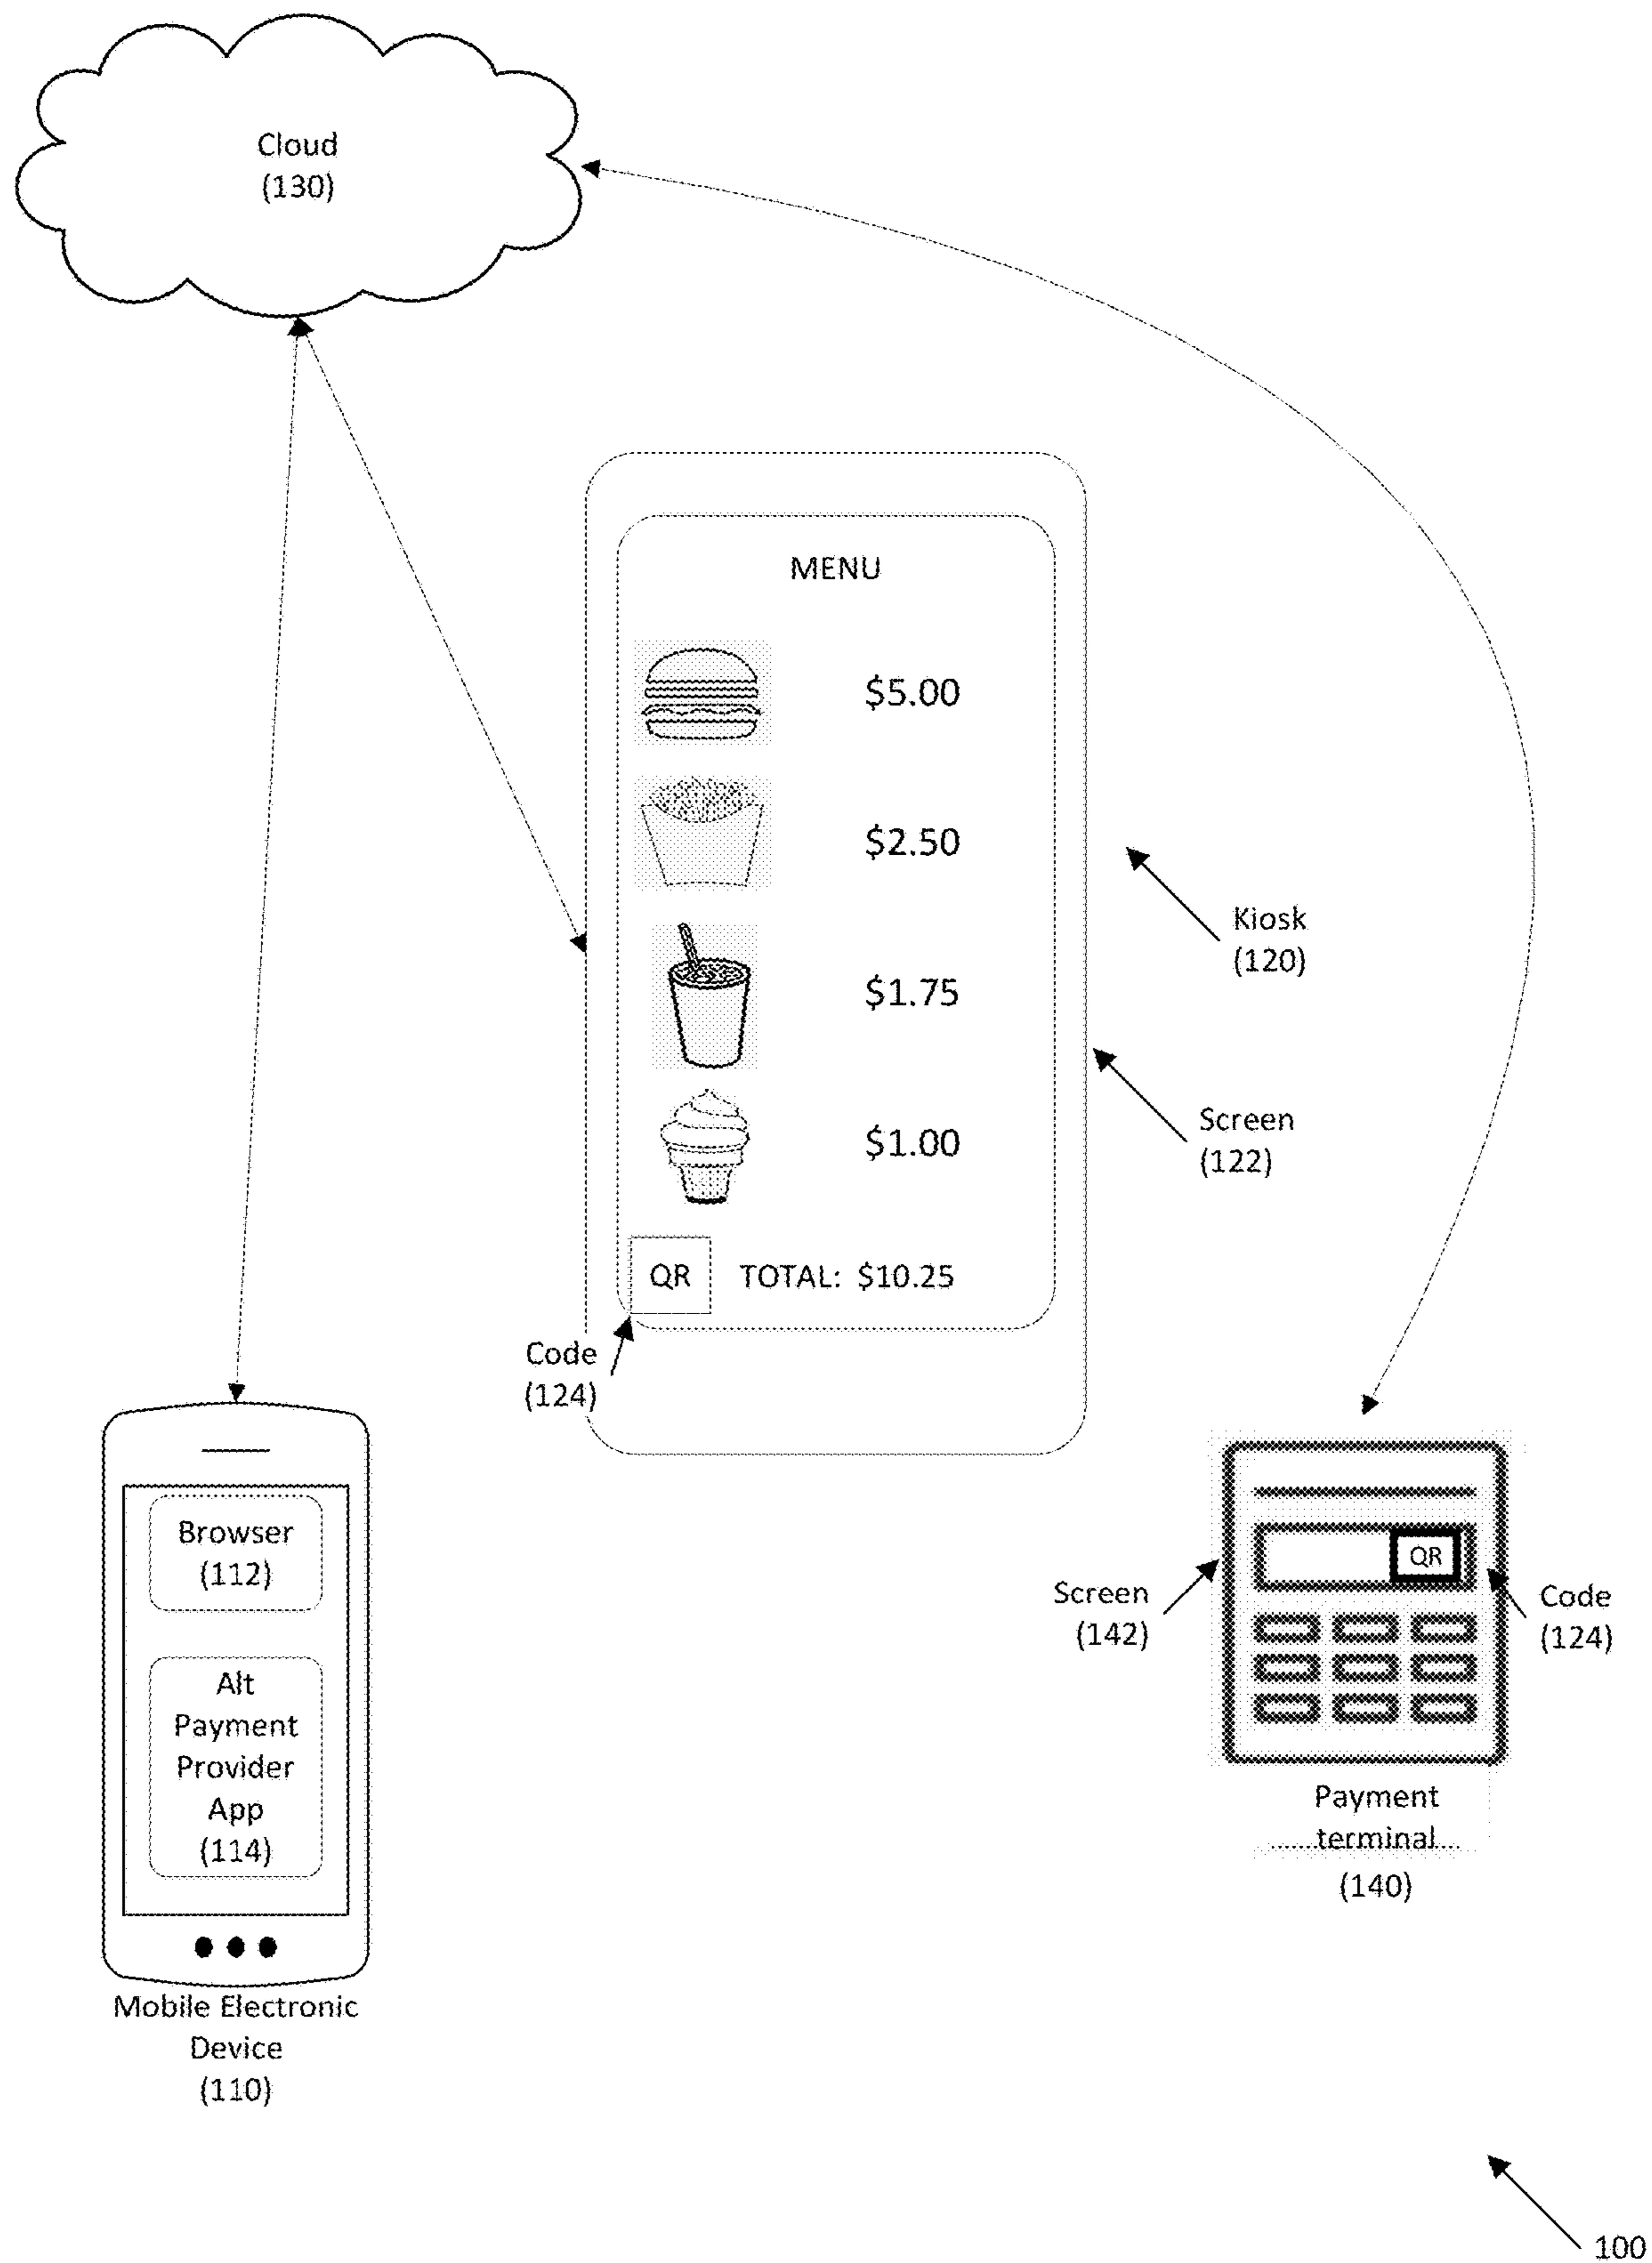 Cloud
(130)
MENU
$5.00
$2.50
Kiosk
(120)
$1.75
Screen
(122)
$1.00
QR TOTAL: $10.25
Code
(124)
Browser
(112)
Alt
Payment
Provider
App
(114)
Mobile Electronic
Device
(110)
QR
Screen
(142)
Code
(124)
Payment
terminal
(140)
100